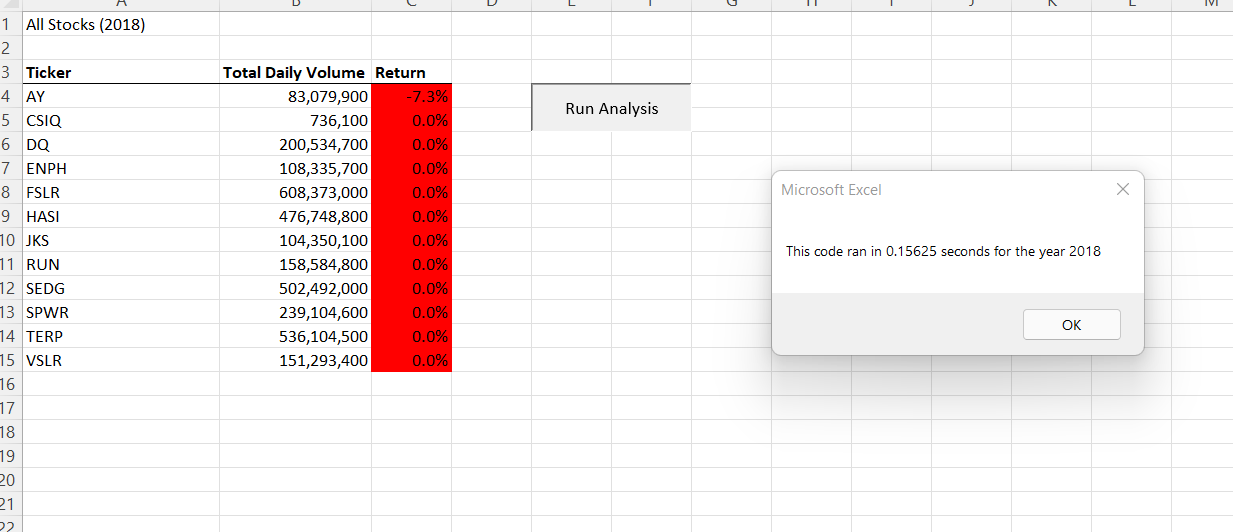 A B C D E F G H I J K L M
1 All Stocks (2018)
2
3 Ticker Total Daily Volume Return
4 AY 83,079,900 -7.3%
5 CSIQ 736,100 0.0%
6 DQ 200,534,700 0.0%
7 ENPH 108,335,700 0.0%
8 FSLR 608,373,000 0.0%
9 HASI 476,748,800 0.0%
10 JKS 104,350,100 0.0%
11 RUN 158,584,800 0.0%
12 SEDG 502,492,000 0.0%
13 SPWR 239,104,600 0.0%
14 TERP 536,104,500 0.0%
15 VSLR 151,293,400 0.0%
16
17
18
19
20
21
22
Run Analysis
Microsoft Excel
This code ran in 0.15625 seconds for the year 2018
OK